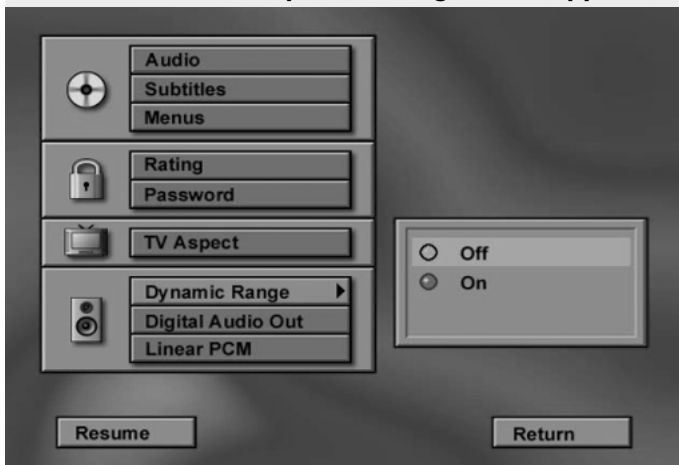 Audio
Subtitles
Menus
Rating
Password
TV Aspect
Dynamic Range
Digital Audio Out
Linear PCM
Off
On
Resume
Return